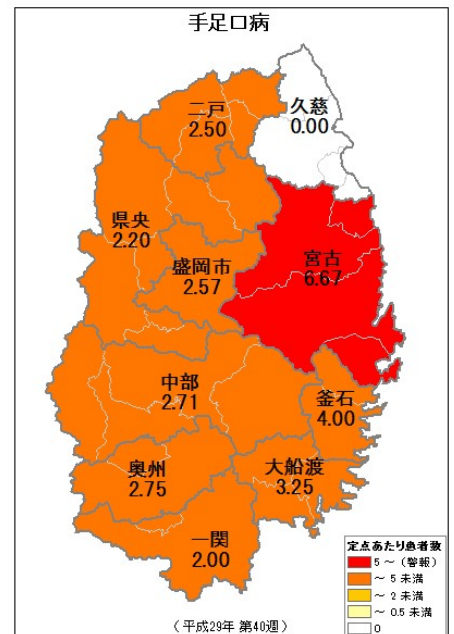 手足口病
二戸
2.50
久慈
0.00
県央
2.20
盛岡市
2.57
宮古
6.67
中部
2.71
釜石
4.00
奥州
2.75
大船渡
3.25
一関
2.00
定点あたり患者数
5 ~ (警報)
~ 5 未満
~ 2 未満
~ 0.5 未満
0
(平成29年 第40週)